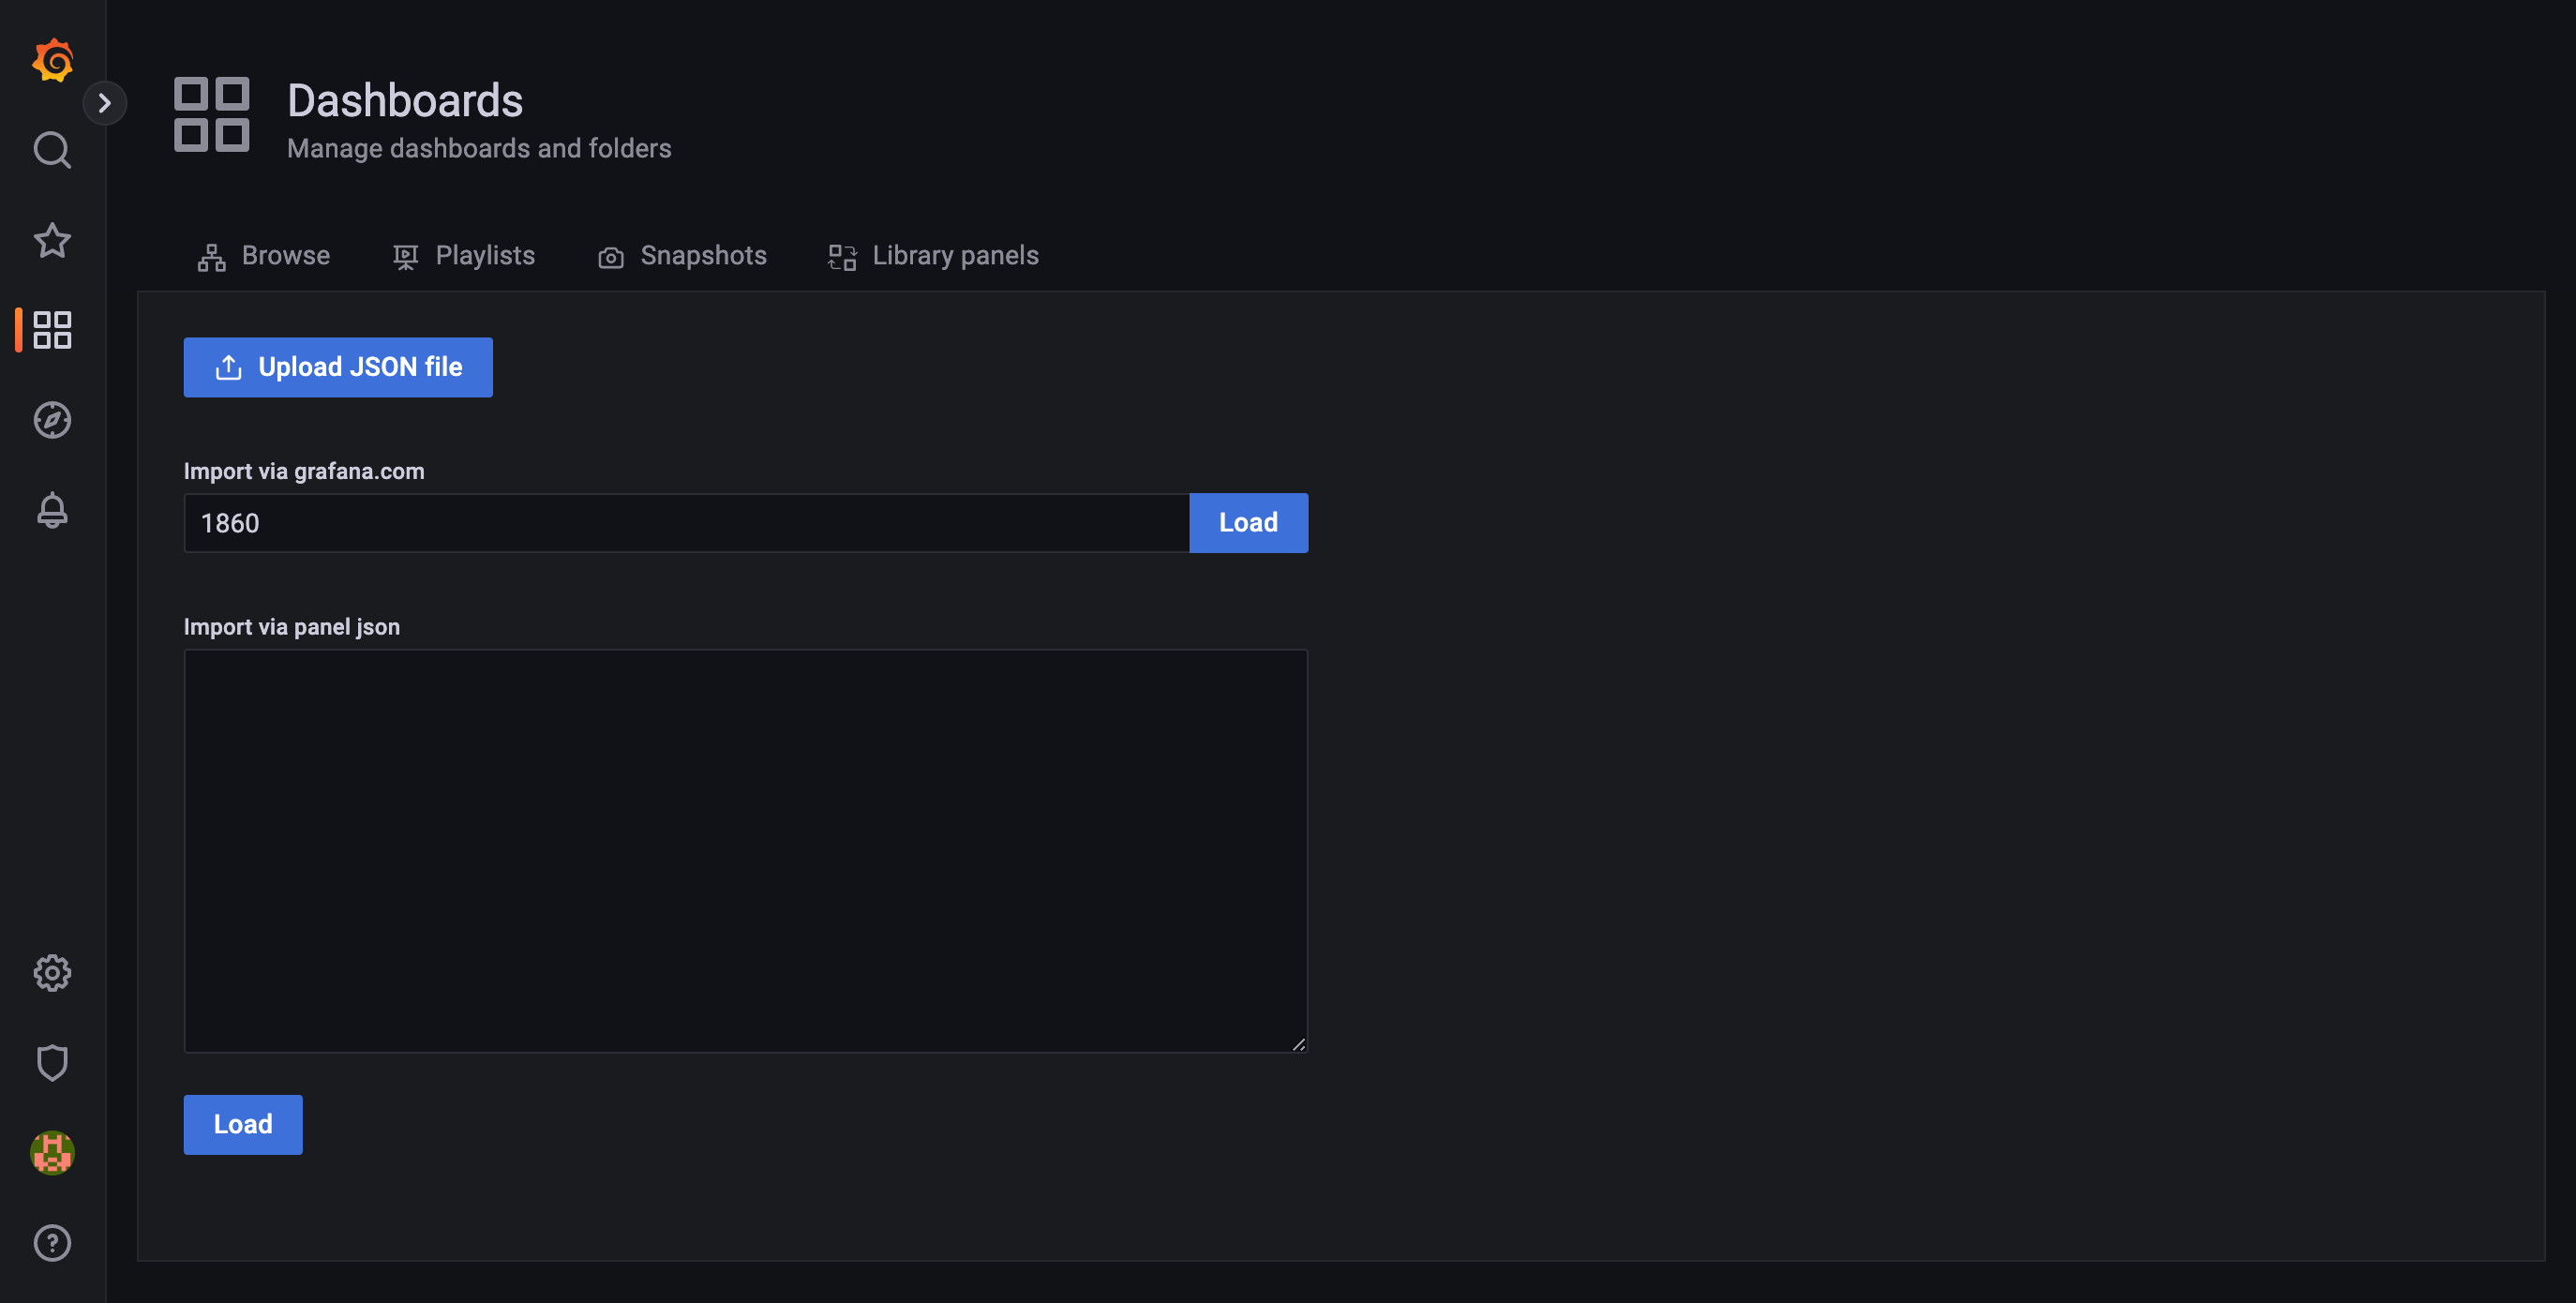 Dashboards
Manage dashboards and folders
Browse
Playlists
Snapshots
Library panels
Upload JSON file
Import via grafana.com
1860
Load
Import via panel json
Load